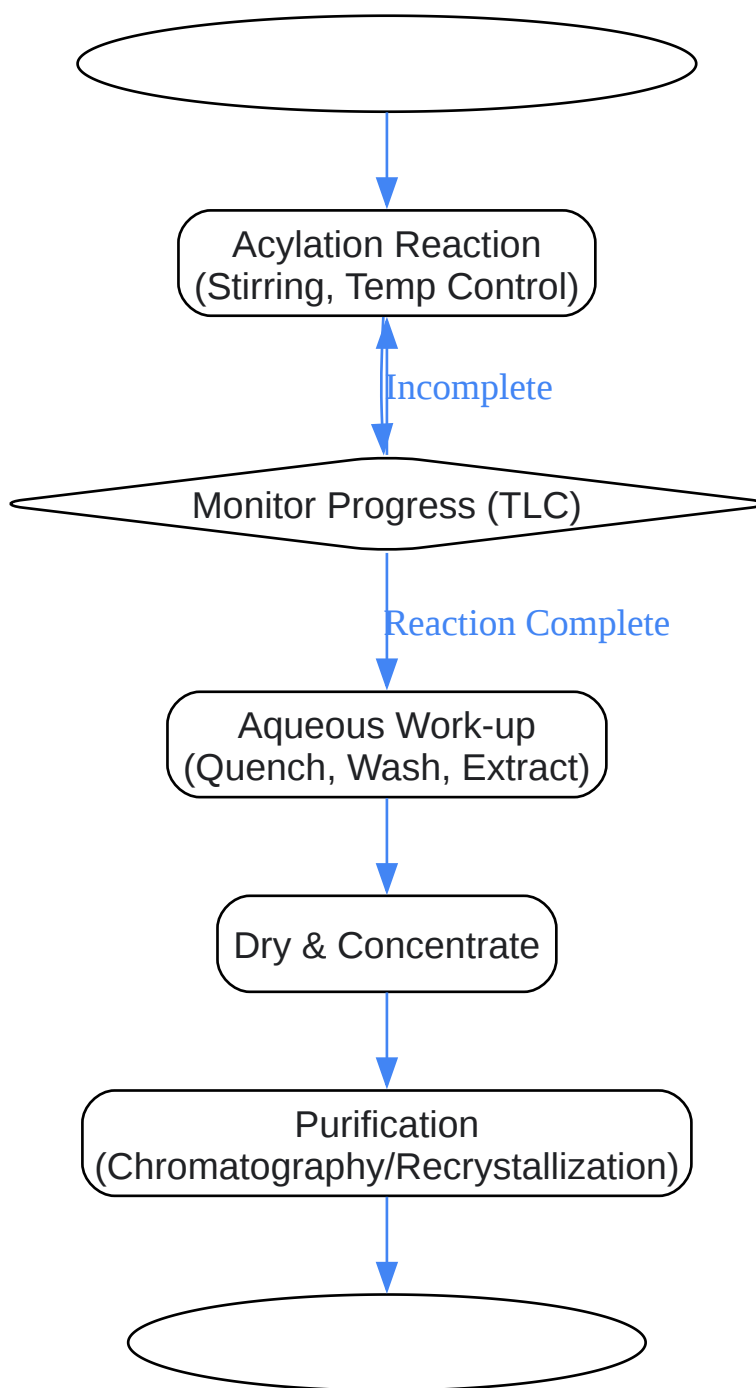 Acylation Reaction
(Stirring, Temp Control)
Incomplete
Monitor Progress (TLC)
Reaction Complete
Aqueous Work-up
(Quench, Wash, Extract)
Dry & Concentrate
Purification
(Chromatography/Recrystallization)